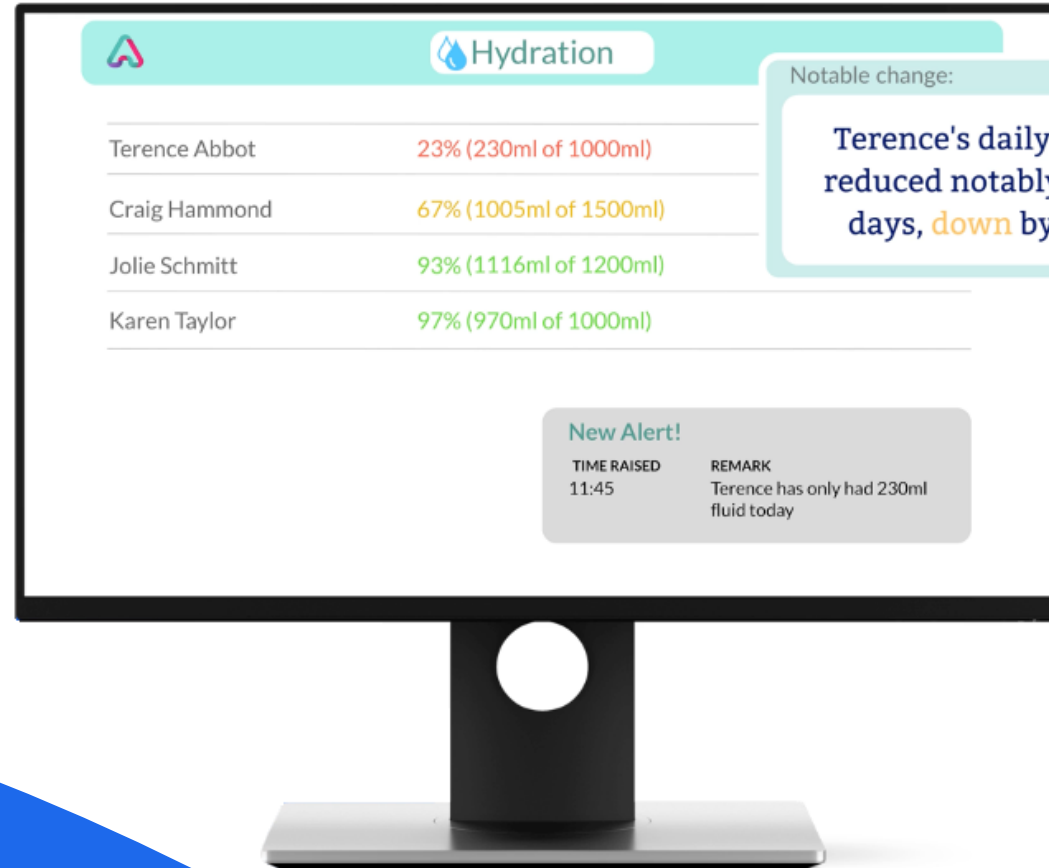 Hydration
Notable change:
Terence's daily
reduced notably
days, down by
Terence Abbot 23% (230ml of 1000ml)
Craig Hammond 67% (1005ml of 1500ml)
Jolie Schmitt 93% (1116ml of 1200ml)
Karen Taylor 97% (970ml of 1000ml)
New Alert!
TIME RAISED REMARK
11:45 Terence has only had 230ml
fluid today